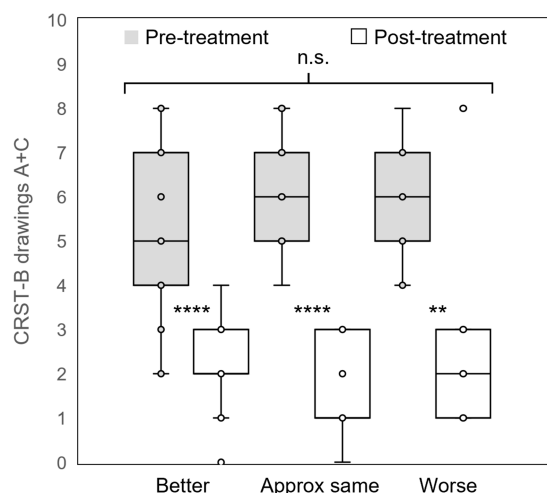 10
Pre-treatment
Post-treatment
9
n.s.
8
7
6
5
4
3
2
1
0
CRST-B drawings A+C
****
****
**
Better
Approx same
Worse